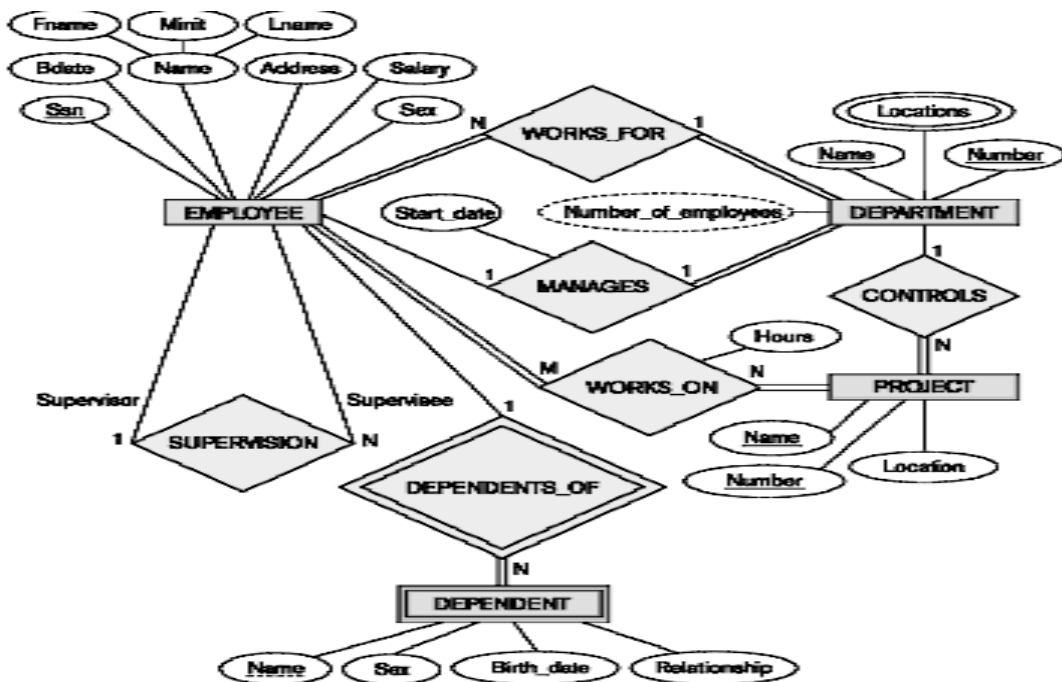 Fname Minit Lname
Bdate Name Address Salary
Ssn Sex
N WORKS_FOR 1
Locations
Name Number
EMPLOYEE
Start_date
Number_of_employees
DEPARTMENT
1 MANAGES 1
1
CONTROLS
N
Hours
M WORKS_ON N
PROJECT
Name
Number
Location
Supervisor Supervisee
1 SUPERVISION N
1
DEPENDENTS_OF
N
DEPENDENT
Name Sex Birth_date Relationship